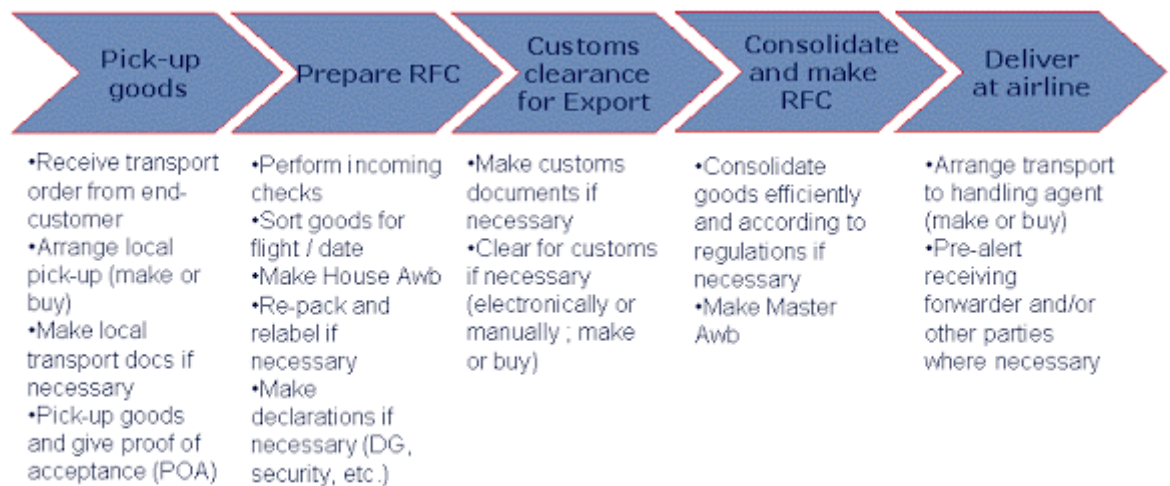 Pick-up
goods
Prepare RFC
Customs
clearance
for Export
Consolidate
and make
RFC
Deliver
at airline
•Receive transport
order from end-
customer
•Arrange local
pick-up (make or
buy)
•Make local
transport docs if
necessary
•Pick-up goods
and give proof of
acceptance (POA)
•Perform incoming
checks
•Sort goods for
flight / date
•Make House Awb
•Re-pack and
relabel if
necessary
•Make
declarations if
necessary (DG,
security, etc.)
•Make customs
documents if
necessary
•Clear for customs
if necessary
(electronically or
manually ; make
or buy)
•Consolidate
goods efficiently
and according to
regulations if
necessary
•Make Master
Awb
•Arrange transport
to handling agent
(make or buy)
•Pre-alert
receiving
forwarder and/or
other parties
where necessary